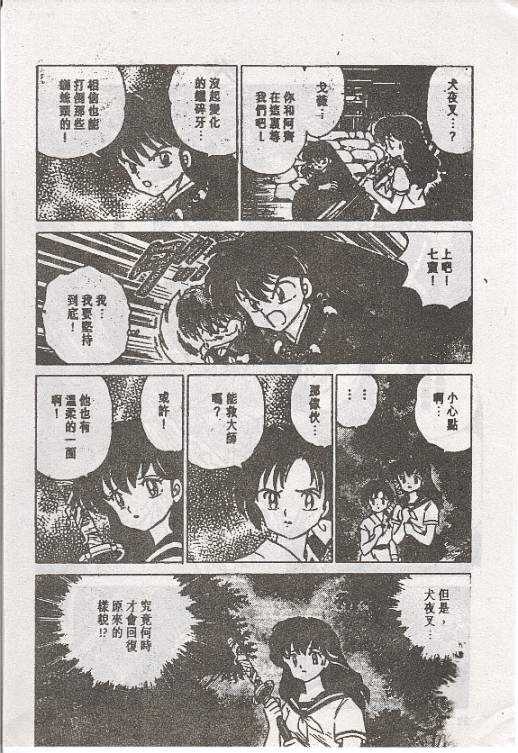 犬夜叉…?
戈薇…
你和阿齊
在這裏等
我們吧!
沒起變化
的鐵碎牙…
相信也能
打倒那些
蜘蛛頭的!
上吧!
七寶!
我…
我要堅持
到底!
小心點
啊…
……
那傢伙…
能救大師
嗎?
或許!
他也有
溫柔的一面
啊!
但是,
犬夜叉…
究竟何時
才會回復
原來的
樣貌!?